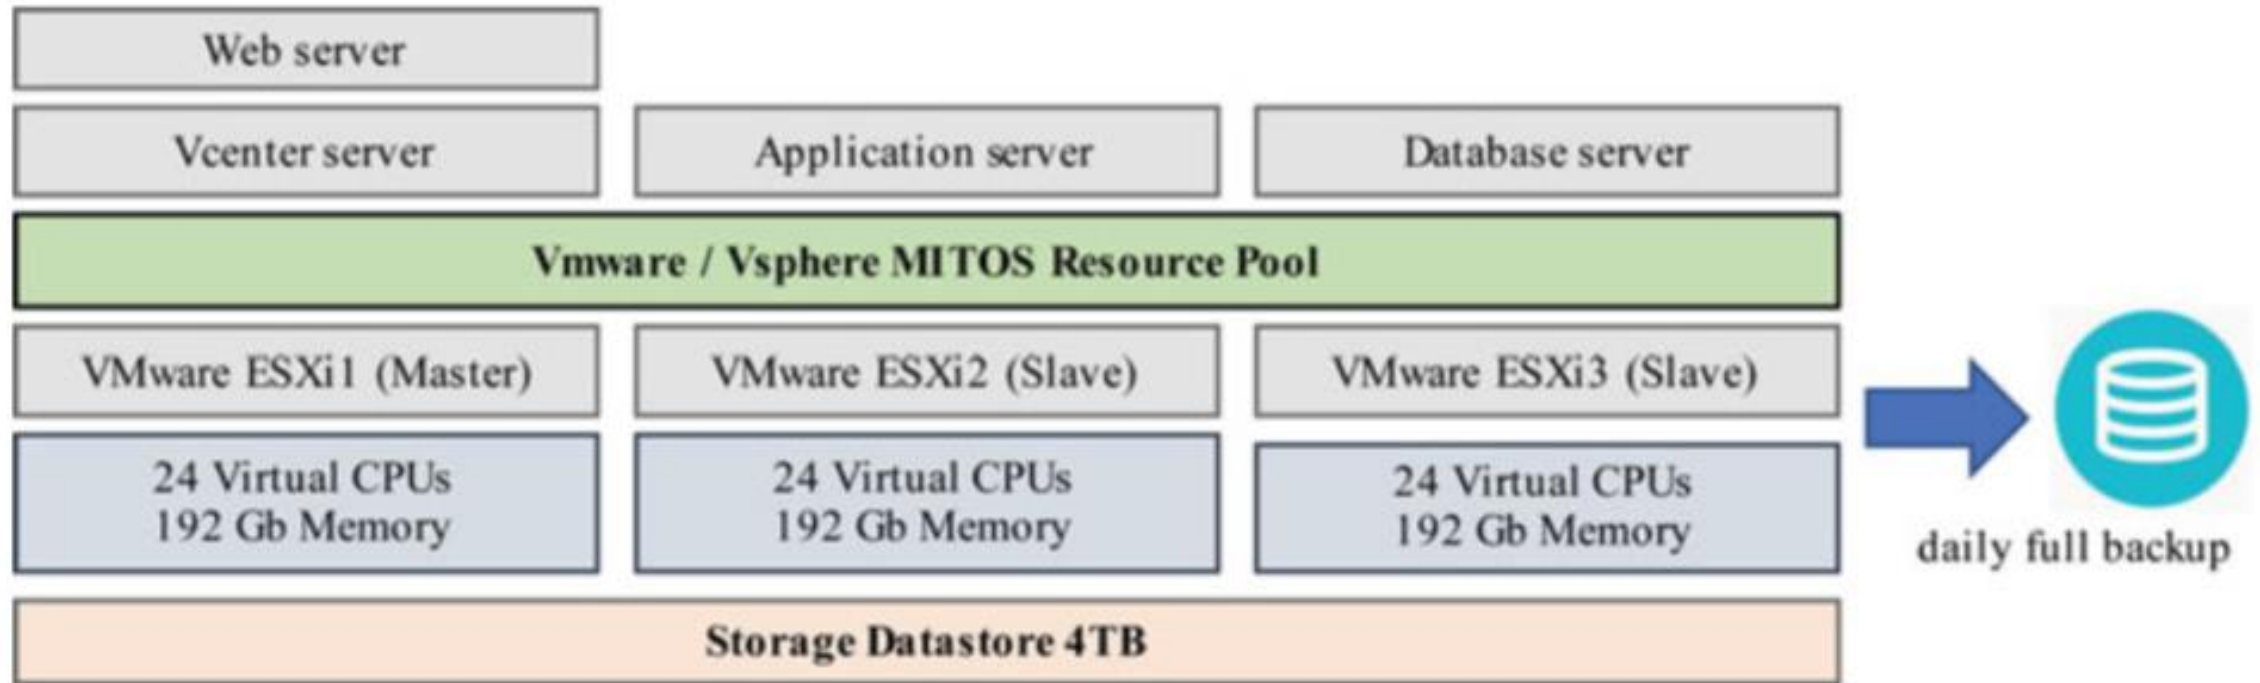 Web server
Vcenter server
Application server
Database server
Vmware / Vsphere MITOS Resource Pool
VMware ESXi1 (Master)
VMware ESXi2 (Slave)
VMware ESXi3 (Slave)
24 Virtual CPUs
192 Gb Memory
24 Virtual CPUs
192 Gb Memory
24 Virtual CPUs
192 Gb Memory
daily full backup
Storage Datastore 4TB